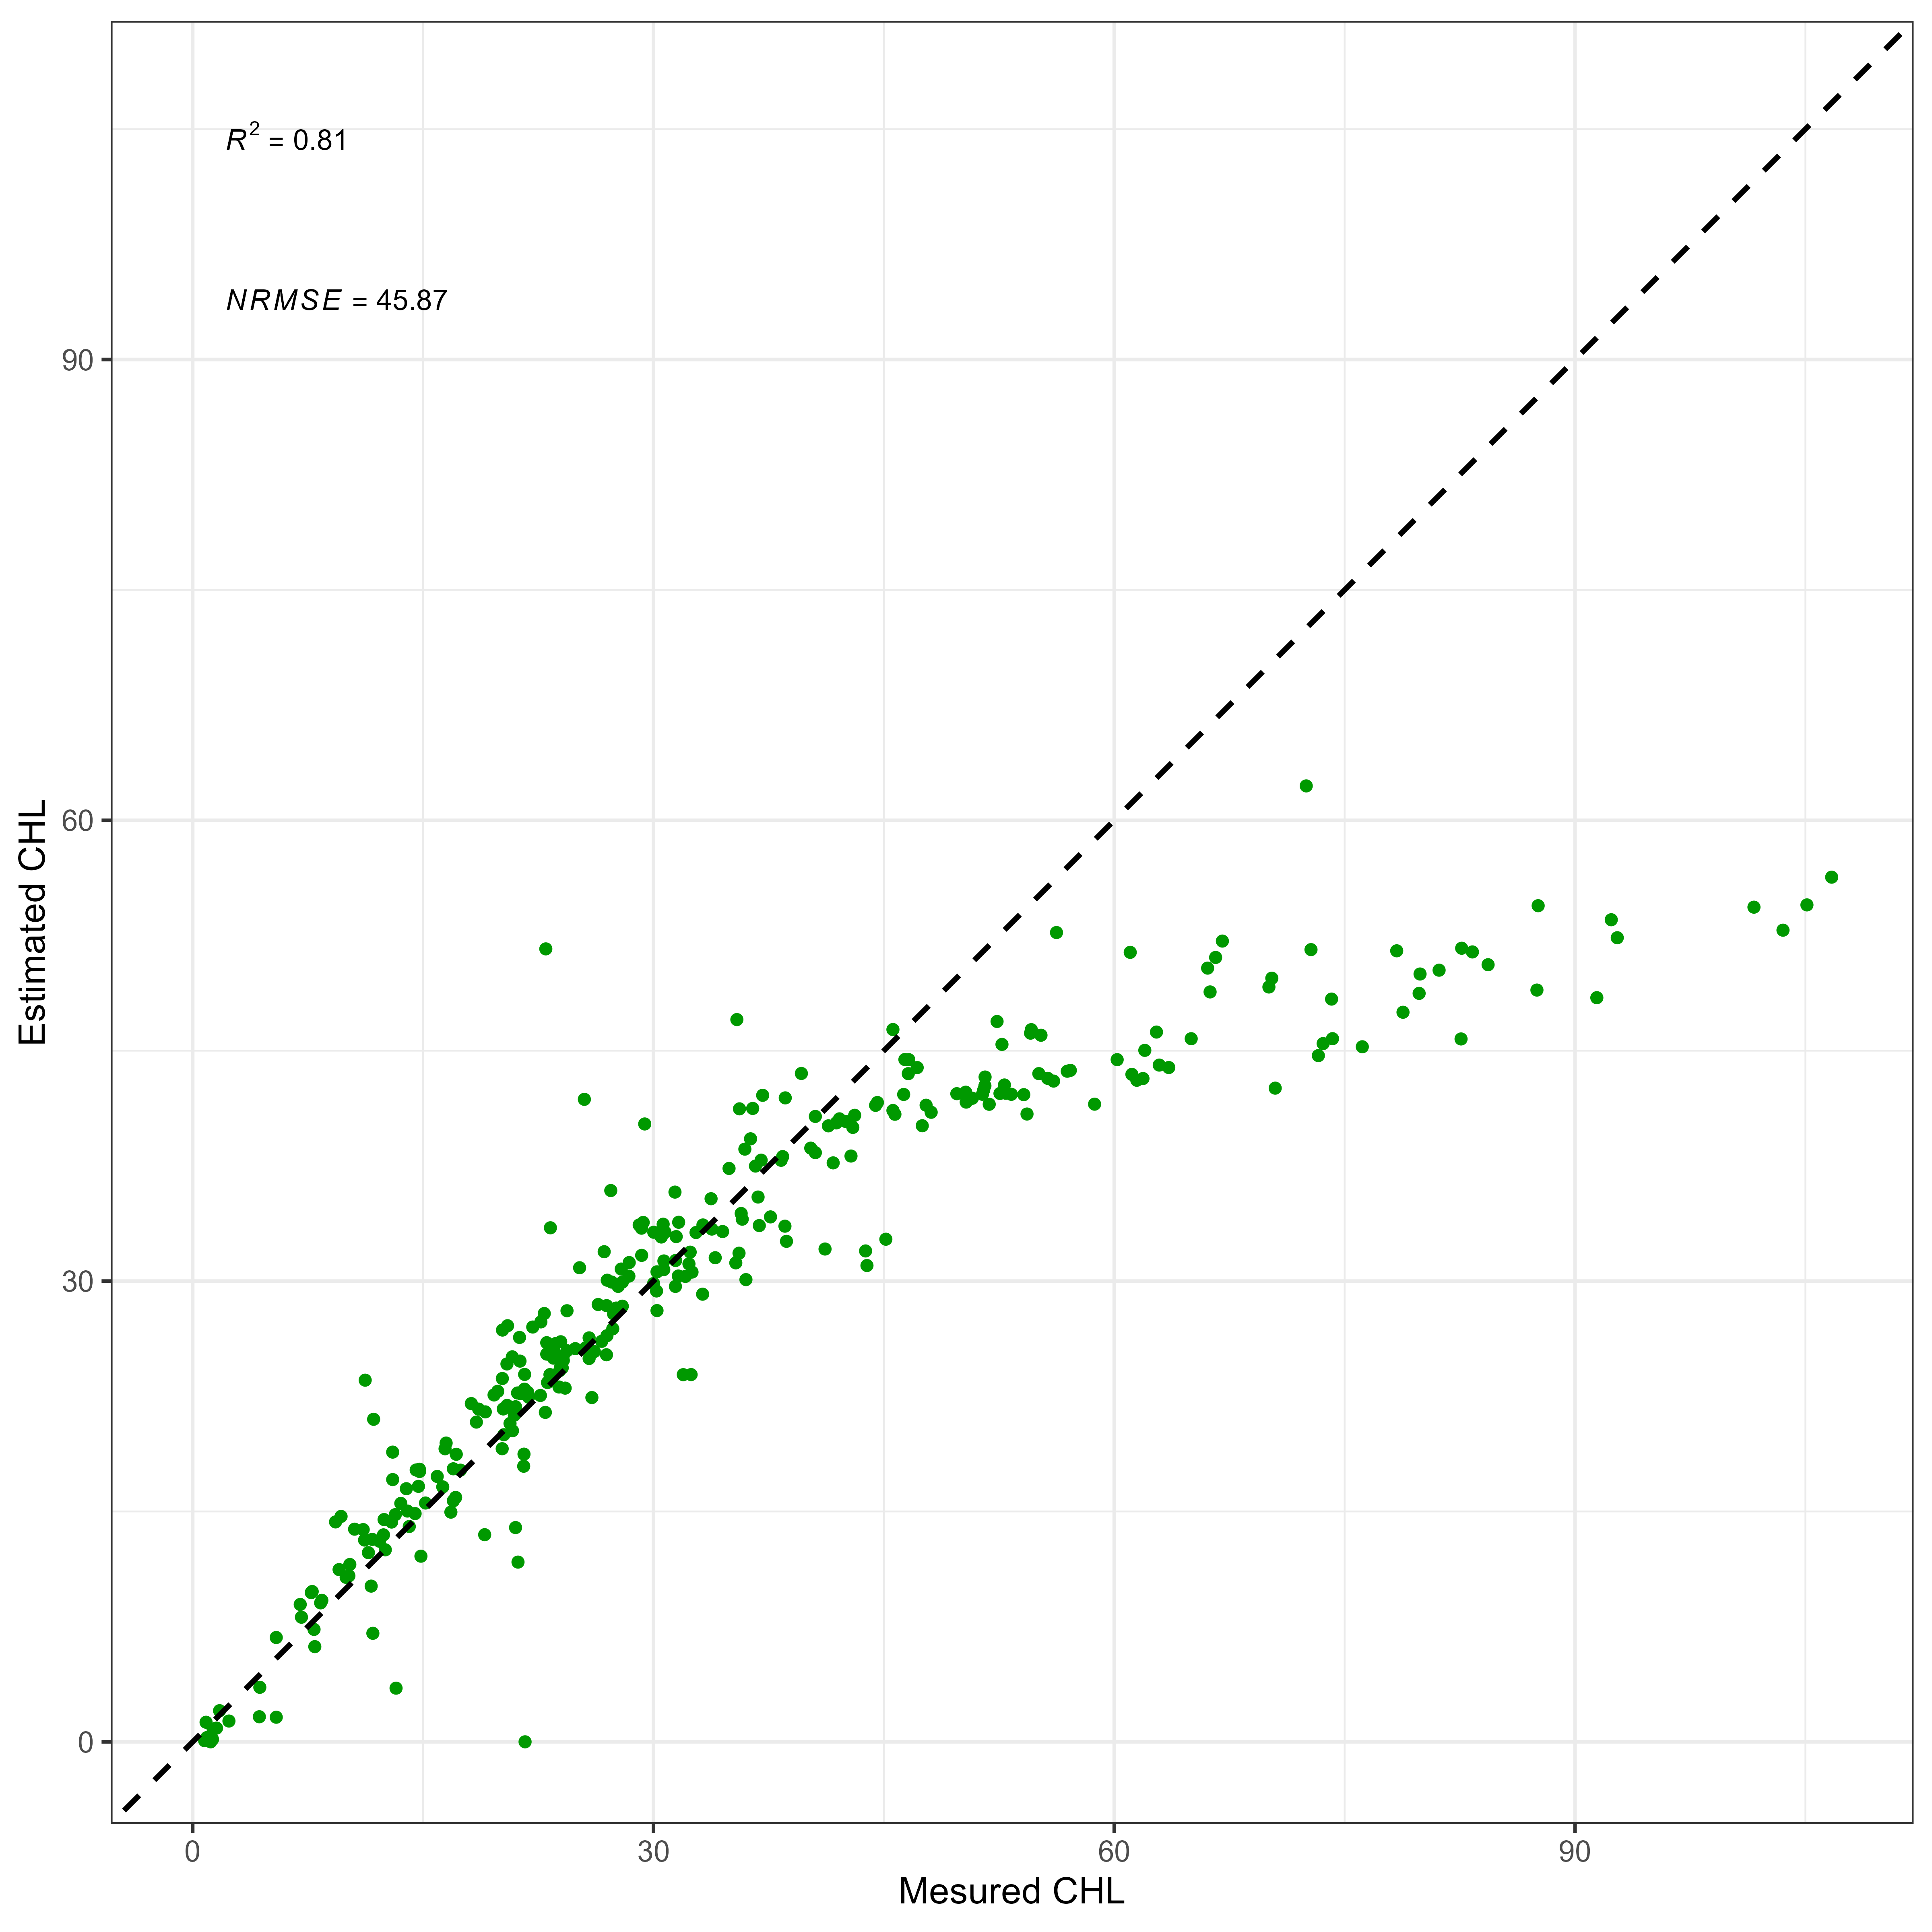 R² = 0.81
NRMSE = 45.87
90
60
30
0
Estimated CHL
0 30 60 90
Mesured CHL